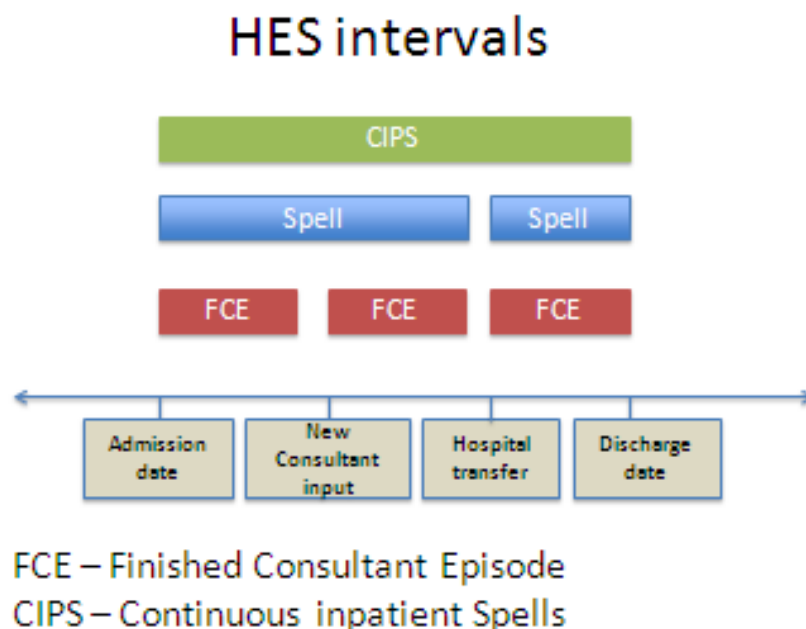 HES intervals
CIPS
Spell Spell
FCE FCE FCE
Admission
date
New
Consultant
input
Hospital
transfer
Discharge
date
FCE – Finished Consultant Episode
CIPS – Continuous inpatient Spells